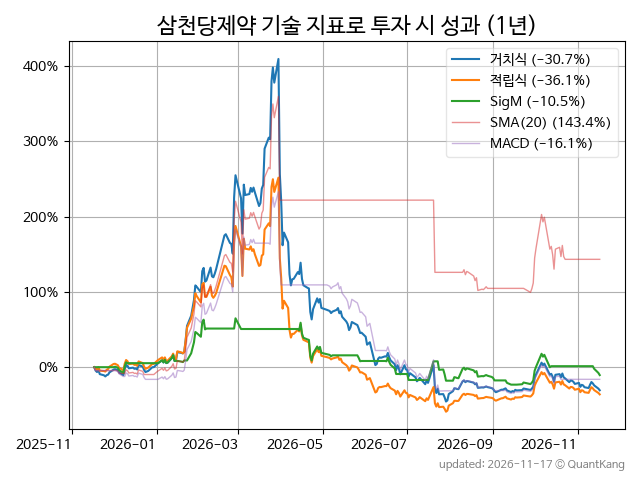 삼천당제약 기술 지표로 투자 시 성과 (1년)
거치식 (-30.7%)
적립식 (-36.1%)
SigM (-10.5%)
SMA(20) (143.4%)
MACD (-16.1%)
400%
300%
200%
100%
0%
2025-11 2026-01 2026-03 2026-05 2026-07 2026-09 2026-11
updated: 2026-11-17 © QuantKang